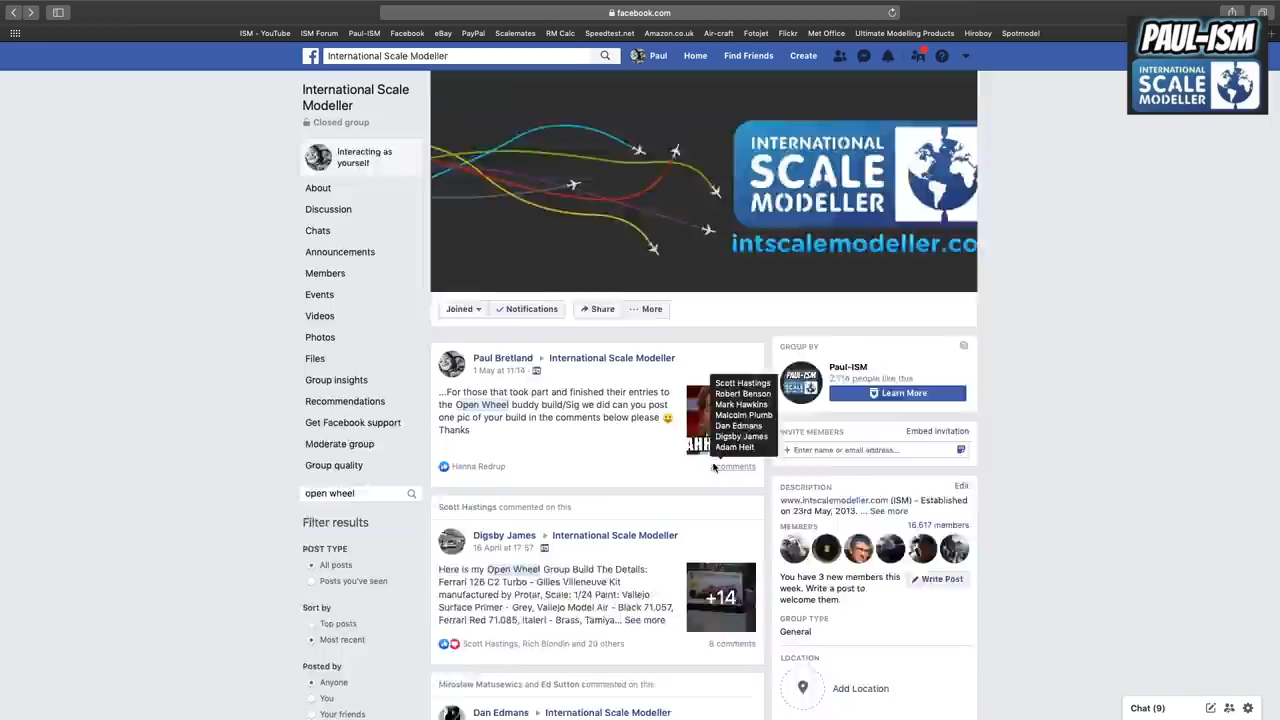 facebook.com
ISM - YouTube ISM Forum Paul-ISM Facebook eBay PayPal Scalemates RM Calc Speedtest.net Amazon.co.uk Air-craft Fotojet Flickr Met Office Ultimate Modelling Products Hiroboy Spotmodel
PAUL-ISM
INTERNATIONAL
SCALE
MODELLER
International Scale Modeller
Paul Home Find Friends Create
International Scale
Modeller
Closed group
Interacting as
yourself
About
Discussion
Chats
Announcements
Members
Events
Videos
Photos
Files
Group insights
Recommendations
Get Facebook support
Moderate group
Group quality
open wheel
Filter results
POST TYPE
All posts
Posts you've seen
Sort by
Top posts
Most recent
Posted by
Anyone
You
Your friends
INTERNATIONAL
SCALE
MODELLER
intscalemodeller.co
Joined Notifications Share More
Paul Bretland International Scale Modeller
1 May at 11:14
...For those that took part and finished their entries to
the Open Wheel buddy build/Sig we did can you post
one pic of your build in the comments below please
Thanks
Hanna Redrup
comments
Scott Hastings
Robert Benson
Mark Hawkins
Malcolm Plumb
Dan Edmans
Digsby James
Adam Heit
Scott Hastings commented on this
Digsby James International Scale Modeller
16 April at 17:57
Here is my Open Wheel Group Build The Details:
Ferrari 126 C2 Turbo - Gilles Villeneuve Kit
manufactured by Protar, Scale: 1/24 Paint: Vallejo
Surface Primer - Grey, Vallejo Model Air - Black 71.057,
Ferrari Red 71.085, Italeri - Brass, Tamiya... See more
+14
Scott Hastings, Rich Blondin and 20 others
8 comments
Miroslaw Matusewicz and Ed Sutton commented on this
Dan Edmans International Scale Modeller
GROUP BY
Paul-ISM
people like this
Learn More
INVITE MEMBERS Embed Invitation
+ Enter name or email address...
DESCRIPTION Edit
www.intscalemodeller.com (ISM) - Established
on 23rd May, 2013. ... See more
MEMBERS 16,617 members
You have 3 new members this
week. Write a post to
welcome them.
Write Post
GROUP TYPE
General
LOCATION
Add Location
Chat (9)